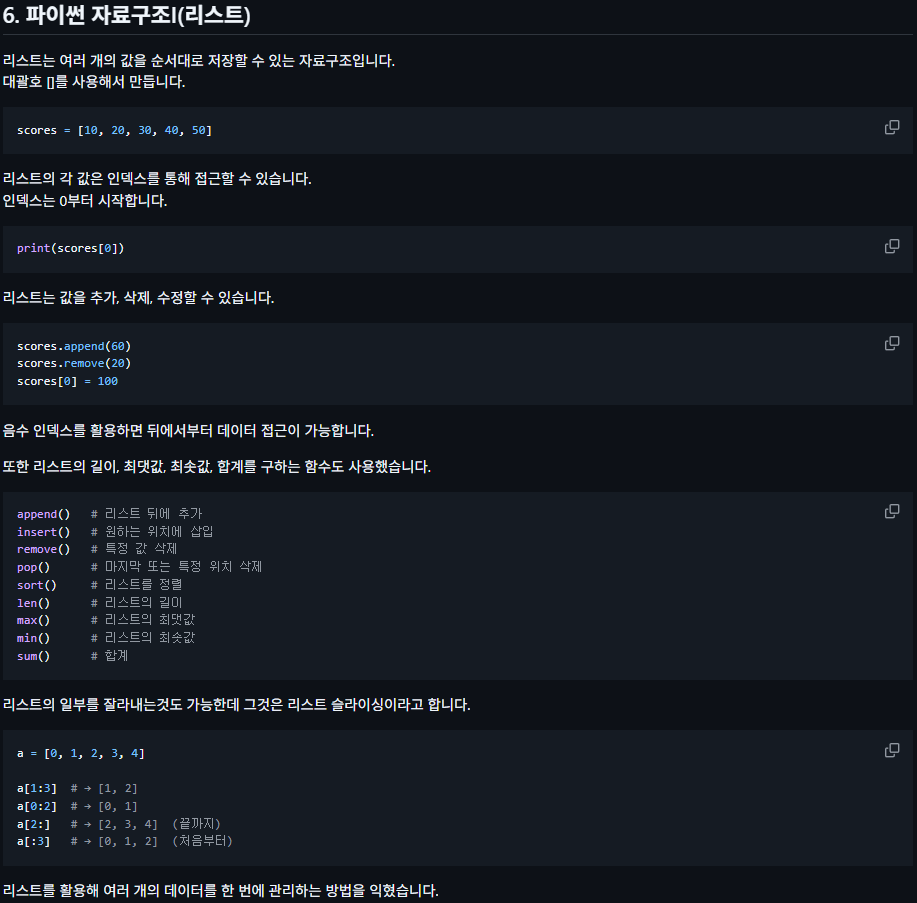 6. 파이썬 자료구조I(리스트)
리스트는 여러 개의 값을 순서대로 저장할 수 있는 자료구조입니다.
대괄호 []를 사용해서 만듭니다.
scores = [10, 20, 30, 40, 50]
리스트의 각 값은 인덱스를 통해 접근할 수 있습니다.
인덱스는 0부터 시작합니다.
print(scores[0])
리스트는 값을 추가, 삭제, 수정할 수 있습니다.
scores.append(60)
scores.remove(20)
scores[0] = 100
음수 인덱스를 활용하면 뒤에서부터 데이터 접근이 가능합니다.
또한 리스트의 길이, 최댓값, 최솟값, 합계를 구하는 함수도 사용했습니다.
append()   # 리스트 뒤에 추가
insert()   # 원하는 위치에 삽입
remove()   # 특정 값 삭제
pop()      # 마지막 또는 특정 위치 삭제
sort()     # 리스트를 정렬
len()      # 리스트의 길이
max()      # 리스트의 최댓값
min()      # 리스트의 최솟값
sum()      # 합계
리스트의 일부를 잘라내는것도 가능한데 그것은 리스트 슬라이싱이라고 합니다.
a = [0, 1, 2, 3, 4]
a[1:3]  # → [1, 2]
a[0:2]  # → [0, 1]
a[2:]   # → [2, 3, 4]  (끝까지)
a[:3]   # → [0, 1, 2]  (처음부터)
리스트를 활용해 여러 개의 데이터를 한 번에 관리하는 방법을 익혔습니다.